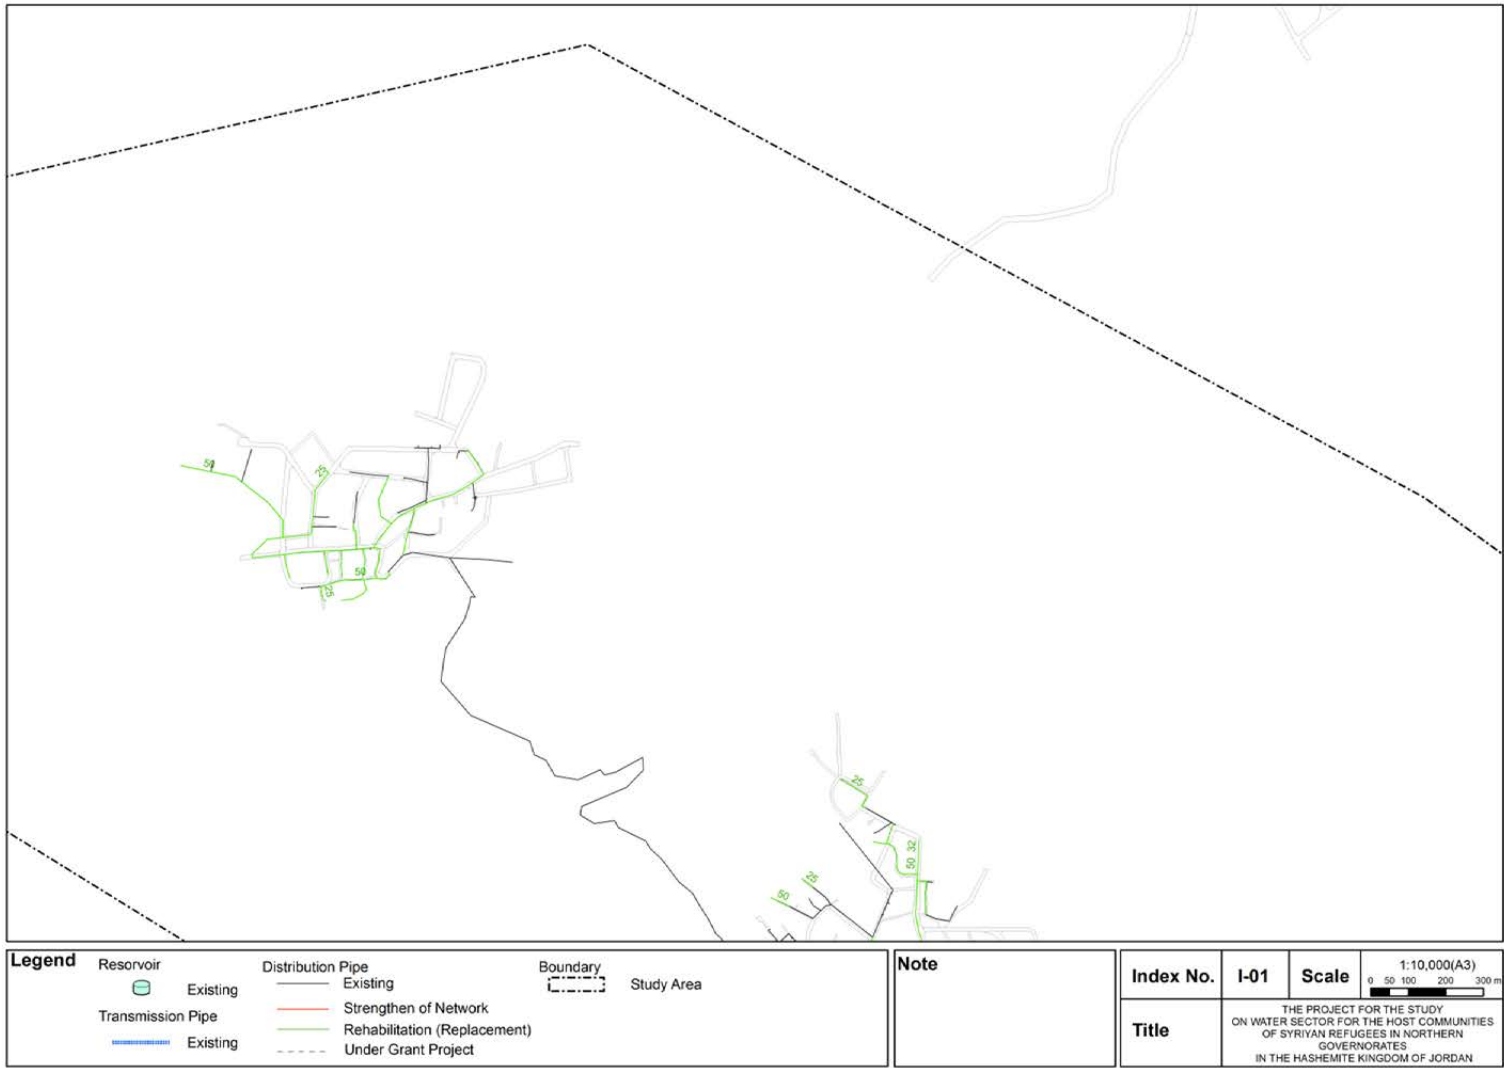 50
25
50
25
25
32
50
25
50
Legend
Resorvoir
Existing
Transmission Pipe
Existing
Distribution Pipe
Existing
Strengthen of Network
Rehabilitation (Replacement)
Under Grant Project
Boundary
Study Area
Note
Index No.
I-01
Scale
1:10,000(A3)
0 50 100 200 300 m
Title
THE PROJECT FOR THE STUDY
ON WATER SECTOR FOR THE HOST COMMUNITIES
OF SYRIYAN REFUGEES IN NORTHERN
GOVERNORATES
IN THE HASHEMITE KINGDOM OF JORDAN